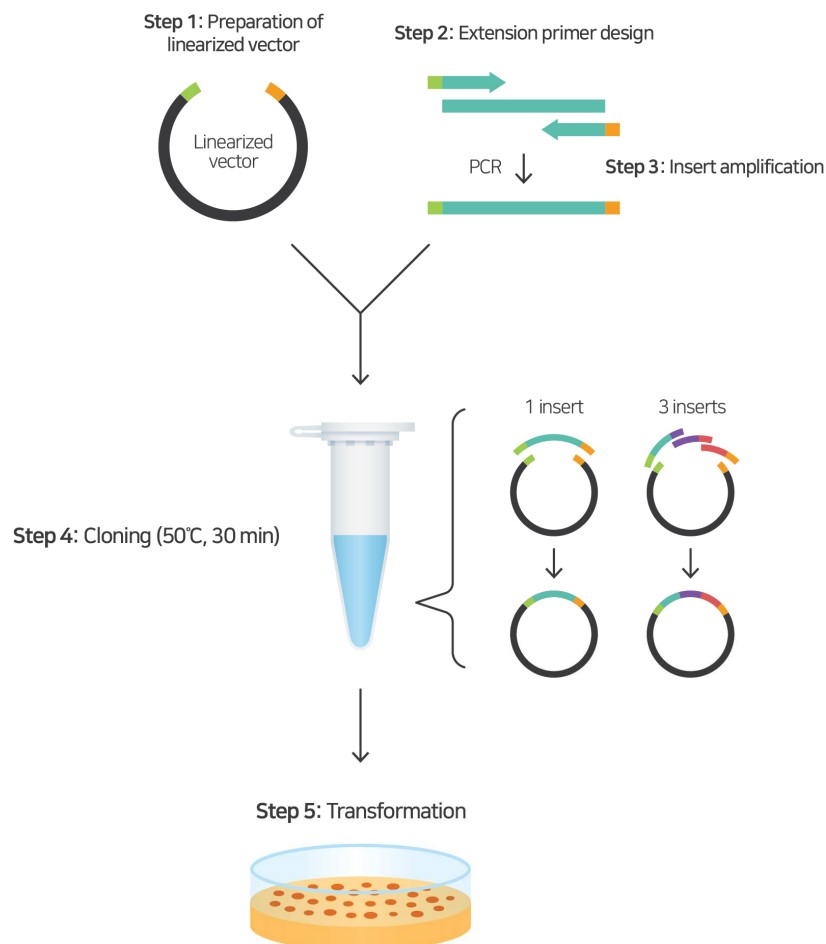 Step 1: Preparation of
linearized vector
Step 2: Extension primer design
Linearized
vector
PCR
Step 3: Insert amplification
1 insert
3 inserts
Step 4: Cloning (50℃, 30 min)
Step 5: Transformation